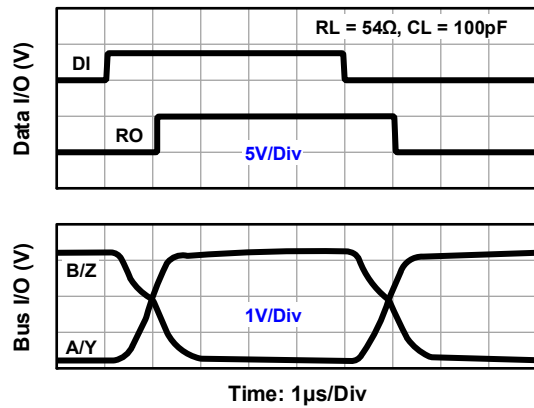 RL = 54Ω, CL = 100pF
Data I/O (V)
DI
RO
5V/Div
Bus I/O (V)
B/Z
1V/Div
A/Y
Time: 1μs/Div